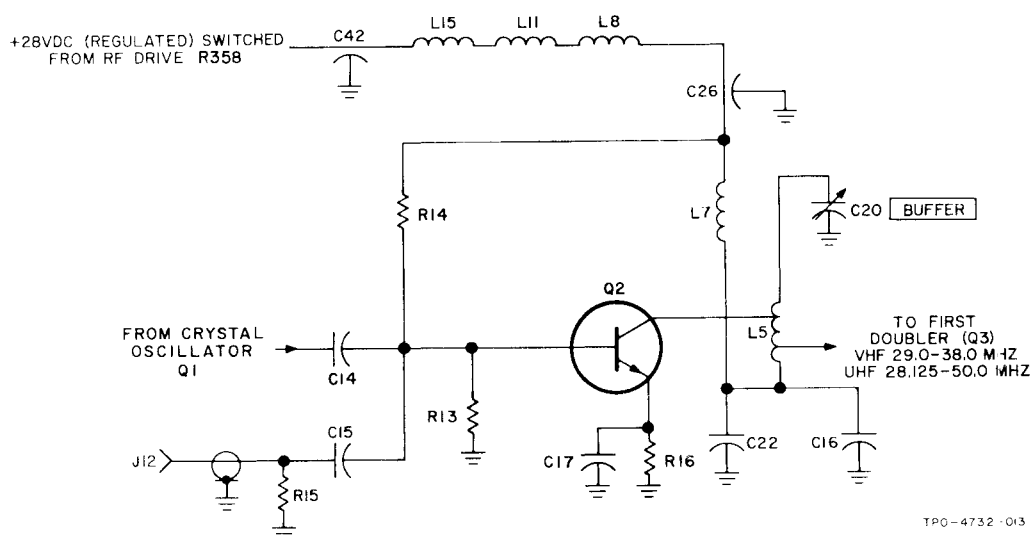 +28VDC (REGULATED) SWITCHED
FROM RF DRIVE R358
C42
L15
L11
L8
C26
R14
L7
C20
BUFFER
Q2
FROM CRYSTAL
OSCILLATOR
Q1
C14
L5
TO FIRST
DOUBLER (Q3)
VHF 29.0-38.0 MHZ
UHF 28.125-50.0 MHZ
R13
J12
C15
R15
C17
R16
C22
C16
TPO-4732-013